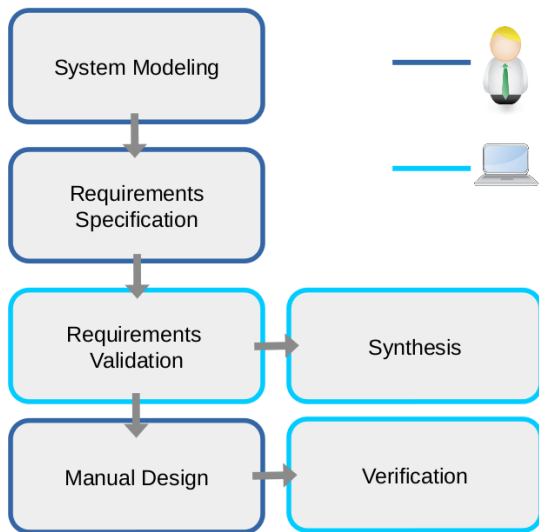 System Modeling
Requirements
Specification
Requirements
Validation
Synthesis
Manual Design
Verification